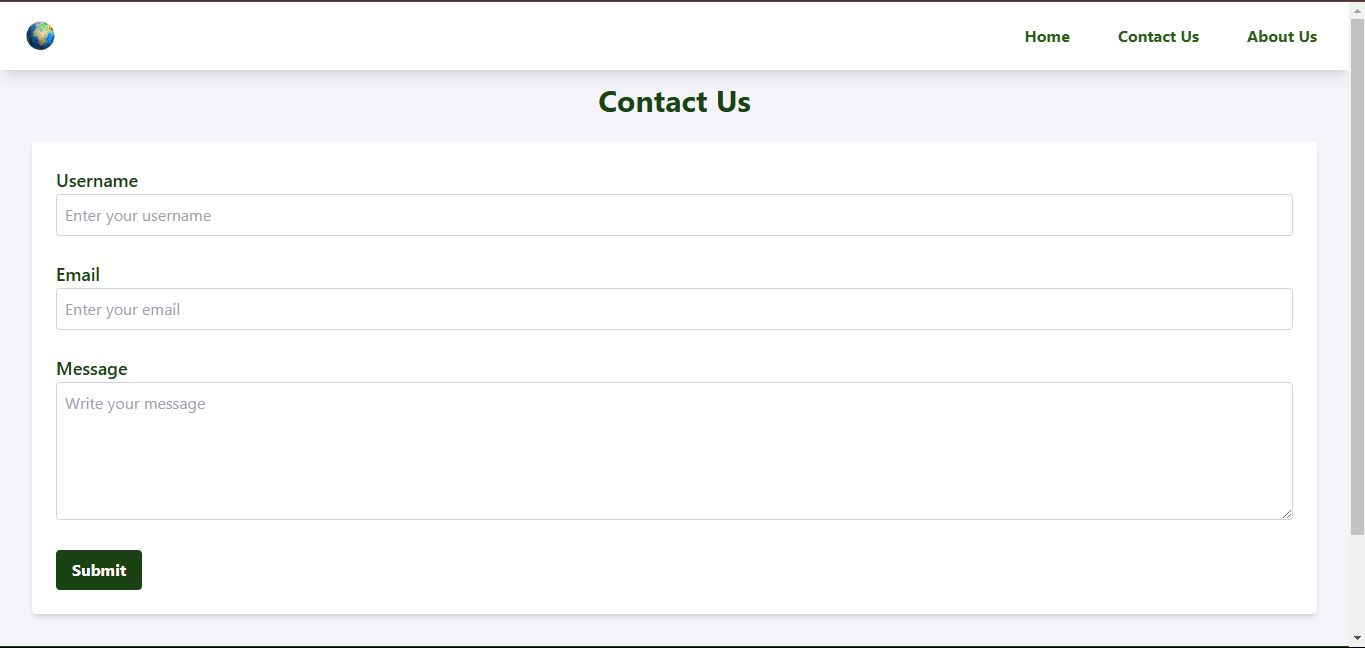 Home Contact Us About Us
Contact Us
Username
Enter your username
Email
Enter your email
Message
Write your message
Submit